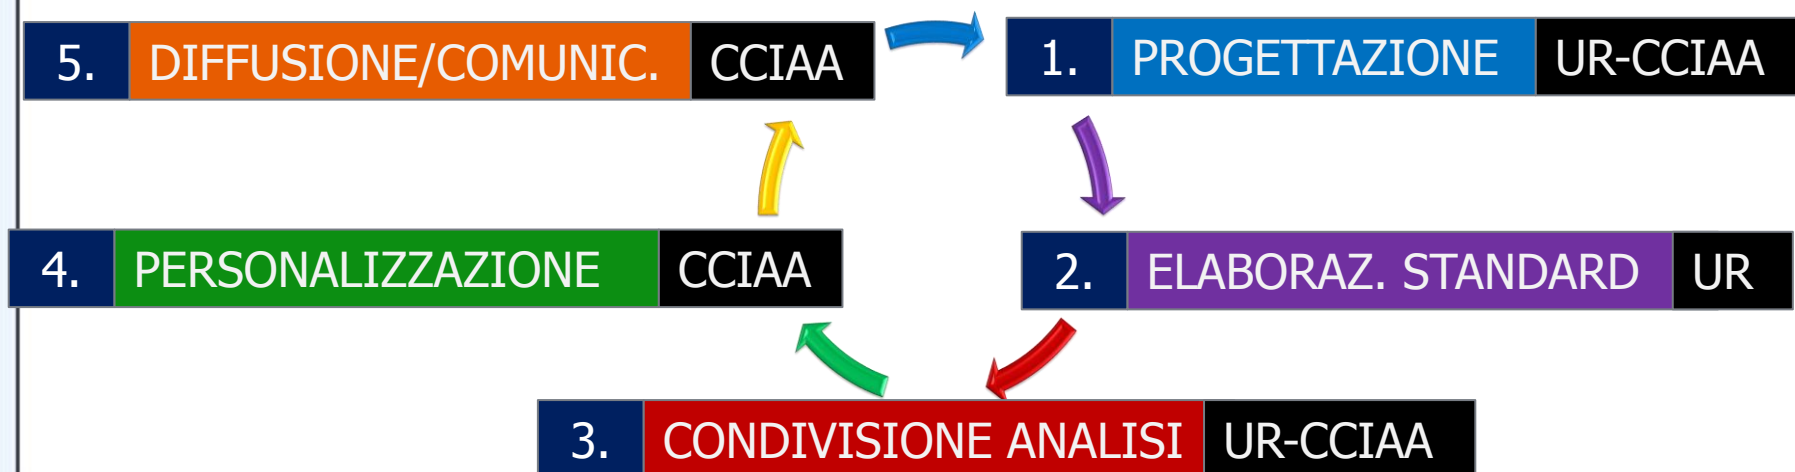 5. DIFFUSIONE/COMUNIC. CCIAA
1. PROGETTAZIONE UR-CCIAA
4. PERSONALIZZAZIONE CCIAA
2. ELABORAZ. STANDARD UR
3. CONDIVISIONE ANALISI UR-CCIAA